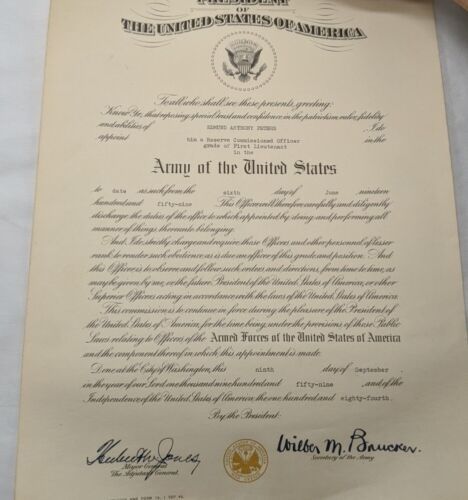 PRESIDENT
OF
THE UNITED STATES OF AMERICA
To all who shall see these presents, greeting:
Know Ye, that reposing special trust and confidence in the patriotism, valor, fidelity
and abilities of EDMUND ANTHONY PETERS , I do
appoint him a Reserve Commissioned Officer in the
grade of First Lieutenant
in the
Army of the United States
to date as such from the sixth day of June nineteen
hundred and fifty-nine . This Officer will therefore carefully and diligently
discharge the duties of the office to which appointed by doing and performing all
manner of things thereunto belonging.
And I do strictly charge and require those Officers and other personnel of lesser
rank to render such obedience as is due an officer of this grade and position. And
this Officer is to observe and follow such orders and directions, from time to time, as
may be given by me, or the future President of the United States of America, or other
Superior Officers acting in accordance with the laws of the United States of America.
This commission is to continue in force during the pleasure of the President of
the United States of America, for the time being, under the provisions of those Public
Laws relating to Officers of the Armed Forces of the United States of America
and the component thereof in which this appointment is made.
Done at the City of Washington, this ninth day of September
in the year of our Lord one thousand nine hundred and fifty-nine , and of the
Independence of the United States of America, the one hundred and eighty-fourth.
By the President:
Wilber M. Brucker
Major General
The Adjutant General.
Secretary of the Army